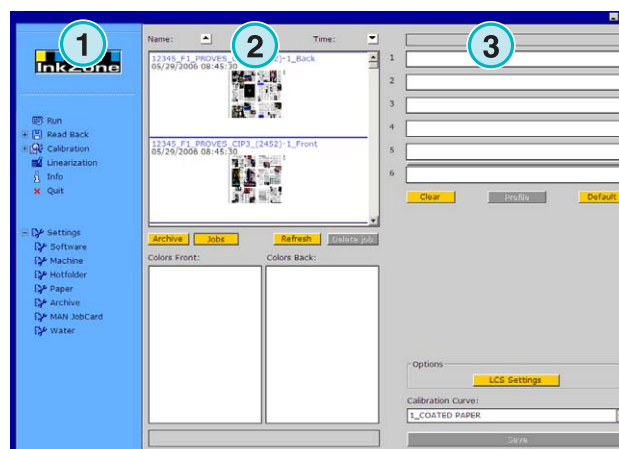 1
InkZone
Run
Read Back
Calibration
Linearization
Info
Quit
Settings
Software
Machine
Hotfolder
Paper
Archive
MAN JobCard
Water
Name:
Time:
2
12345_F1_PROVES_C 2)-1_Back
05/29/2006 08:45:30
12345_F1_PROVES_CIP3_(2452)-1_Front
05/29/2006 08:45:30
Archive
Jobs
Refresh
Delete job
Colors Front:
Colors Back:
3
1
2
3
4
5
6
Clear
Profile
Default
Options
LCS Settings
Calibration Curve:
1_COATED PAPER
Save